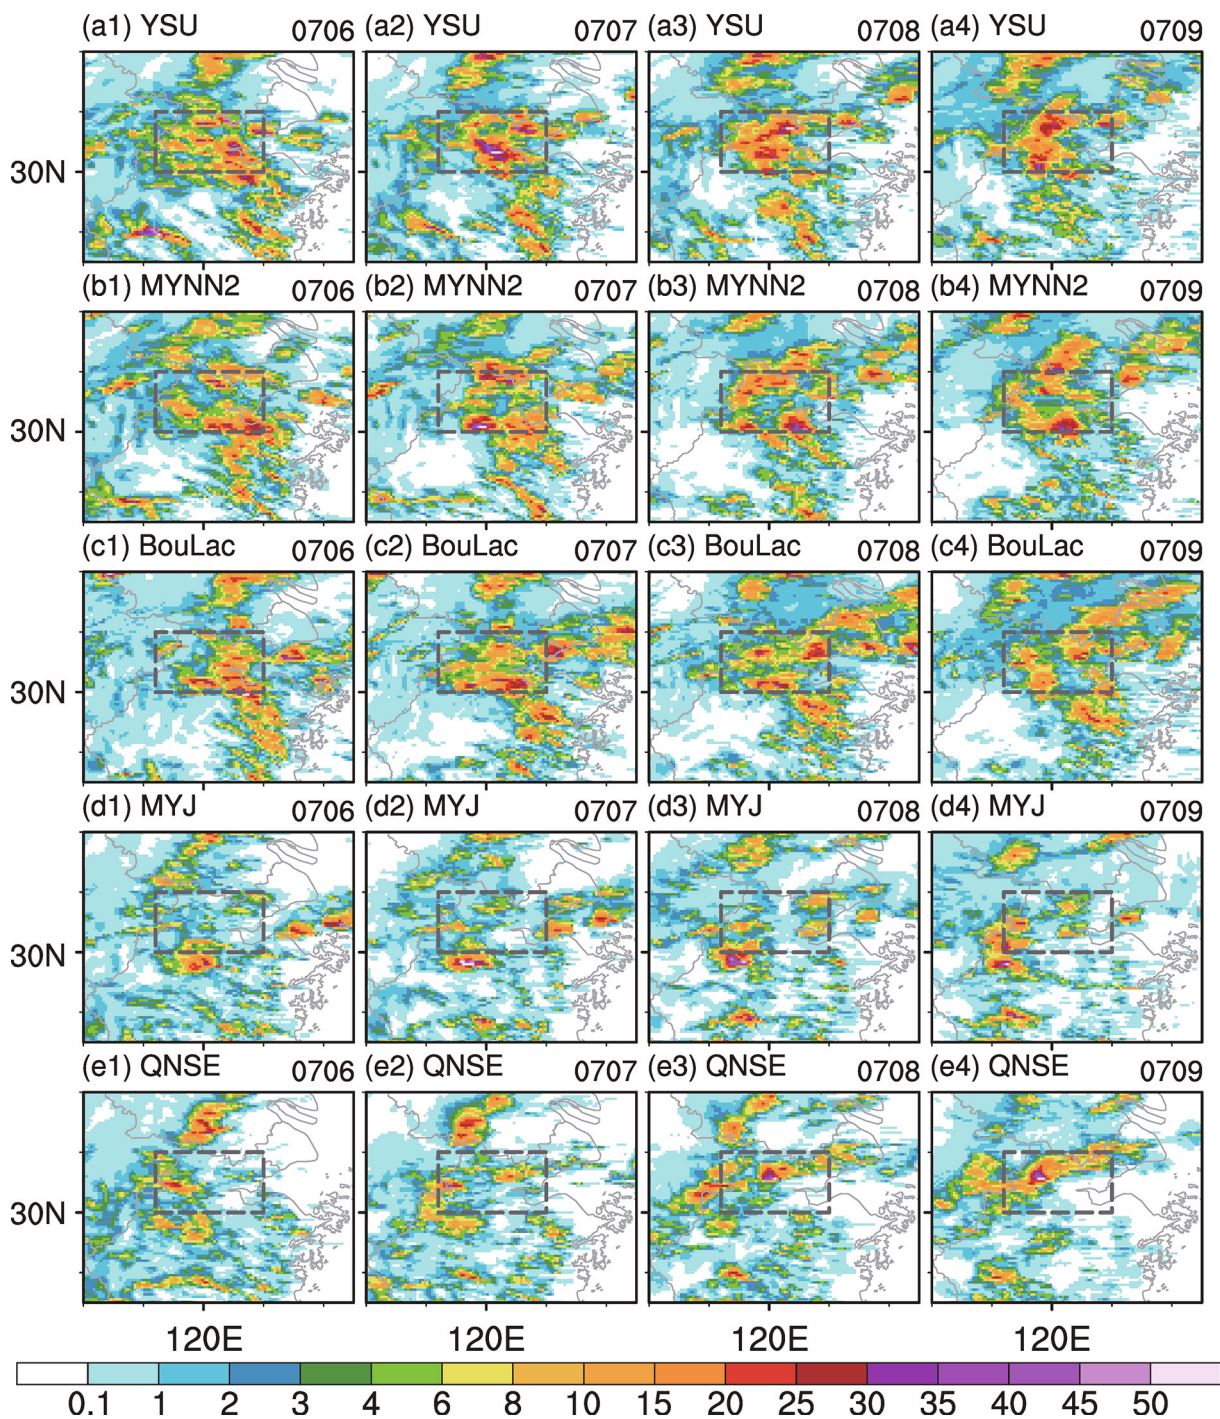 (a1) YSU 0706 (a2) YSU 0707 (a3) YSU 0708 (a4) YSU 0709
30N
(b1) MYNN2 0706 (b2) MYNN2 0707 (b3) MYNN2 0708 (b4) MYNN2 0709
30N
(c1) BouLac 0706 (c2) BouLac 0707 (c3) BouLac 0708 (c4) BouLac 0709
30N
(d1) MYJ 0706 (d2) MYJ 0707 (d3) MYJ 0708 (d4) MYJ 0709
30N
(e1) QNSE 0706 (e2) QNSE 0707 (e3) QNSE 0708 (e4) QNSE 0709
30N
120E 120E 120E 120E
0.1 1 2 3 4 6 8 10 15 20 25 30 35 40 45 50